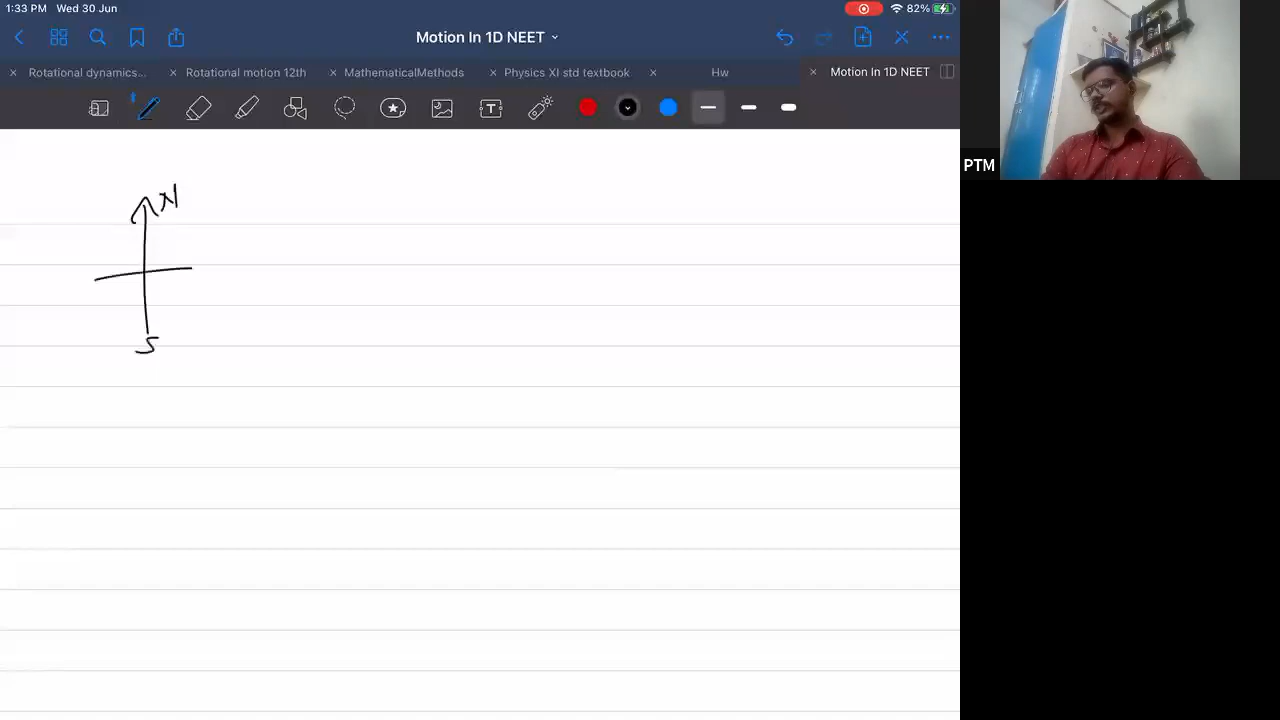 1:33 PM Wed 30 Jun 82%
Motion In 1D NEET
Rotational dynamics... Rotational motion 12th MathematicalMethods Physics XI std textbook Hw Motion In 1D NEET
T
N
S
PTM